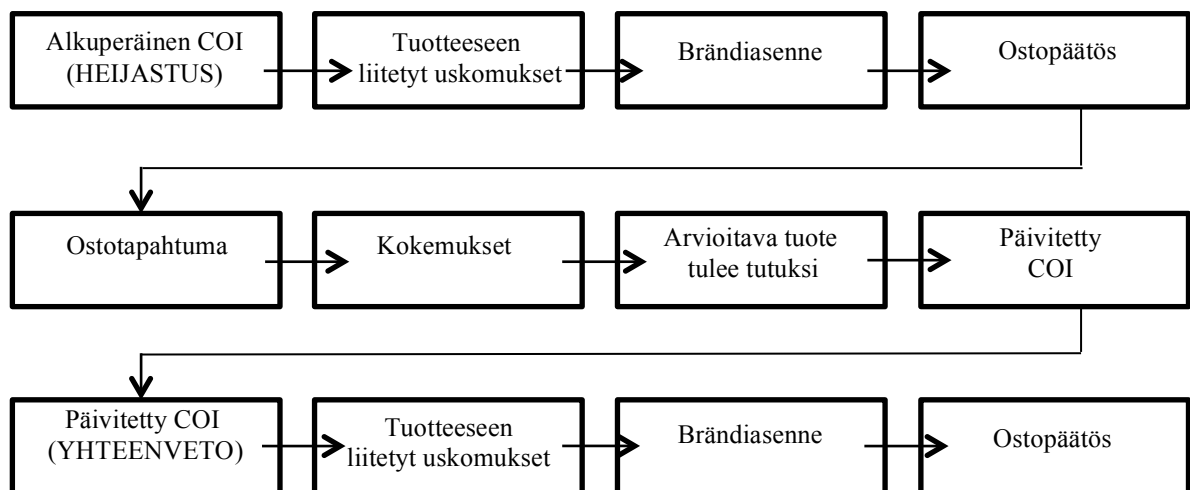 Alkuperäinen COI
(HEIJASTUS)
Tuotteeseen
liitetyt uskomukset
Brändiasenne
Ostopäätös
Ostotapahtuma
Kokemukset
Arvioitava tuote
tulee tutuksi
Päivitetty
COI
Päivitetty COI
(YHTEENVETO)
Tuotteeseen
liitetyt uskomukset
Brändiasenne
Ostopäätös